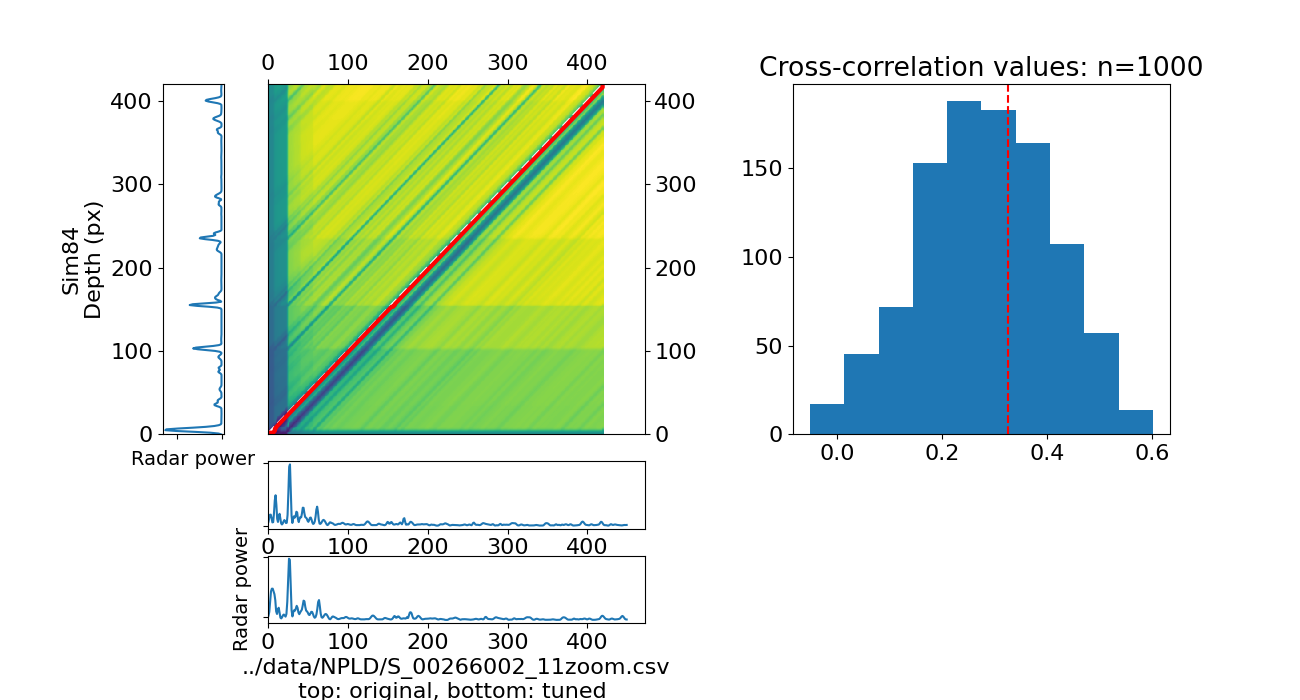 0 100 200 300 400
Cross-correlation values: n=1000
400
300
200
100
0
Sim84
Depth (px)
Radar power
400
300
200
100
0
150
100
50
0
0.0 0.2 0.4 0.6
0 100 200 300 400
Radar power
0 100 200 300 400
../data/NPLD/S_00266002_11zoom.csv
top: original, bottom: tuned